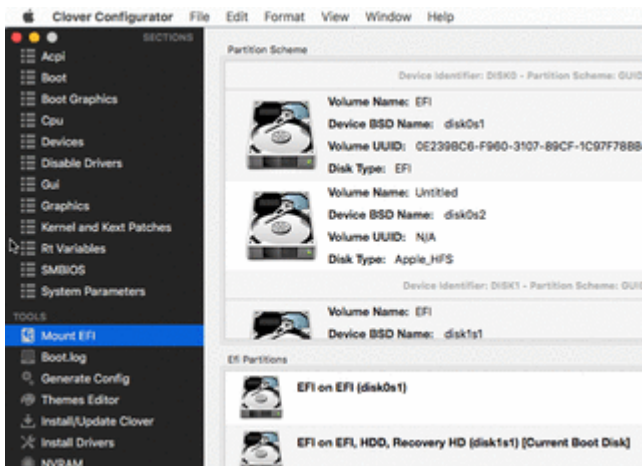 Clover Configurator File Edit Format View Window Help
SECTIONS
Acpi
Boot
Boot Graphics
Cpu
Devices
Disable Drivers
Gui
Graphics
Kernel and Kext Patches
Rt Variables
SMBIOS
System Parameters
TOOLS
Mount EFI
Boot.log
Generate Config
Themes Editor
Install/Update Clover
Install Drivers
NVRAM
Partition Scheme
Device Identifier: DISK0 - Partition Scheme: GUID
Volume Name: EFI
Device BSD Name: disk0s1
Volume UUID: 0E239BC6-F960-3107-89CF-1C97F78BB
Disk Type: EFI
Volume Name: Untitled
Device BSD Name: disk0s2
Volume UUID: N/A
Disk Type: Apple_HFS
Device Identifier: DISK1 - Partition Scheme: GUID
Volume Name: EFI
Device BSD Name: disk1s1
Efi Partitions
EFI on EFI (disk0s1)
EFI on EFI, HDD, Recovery HD (disk1s1) [Current Boot Disk]